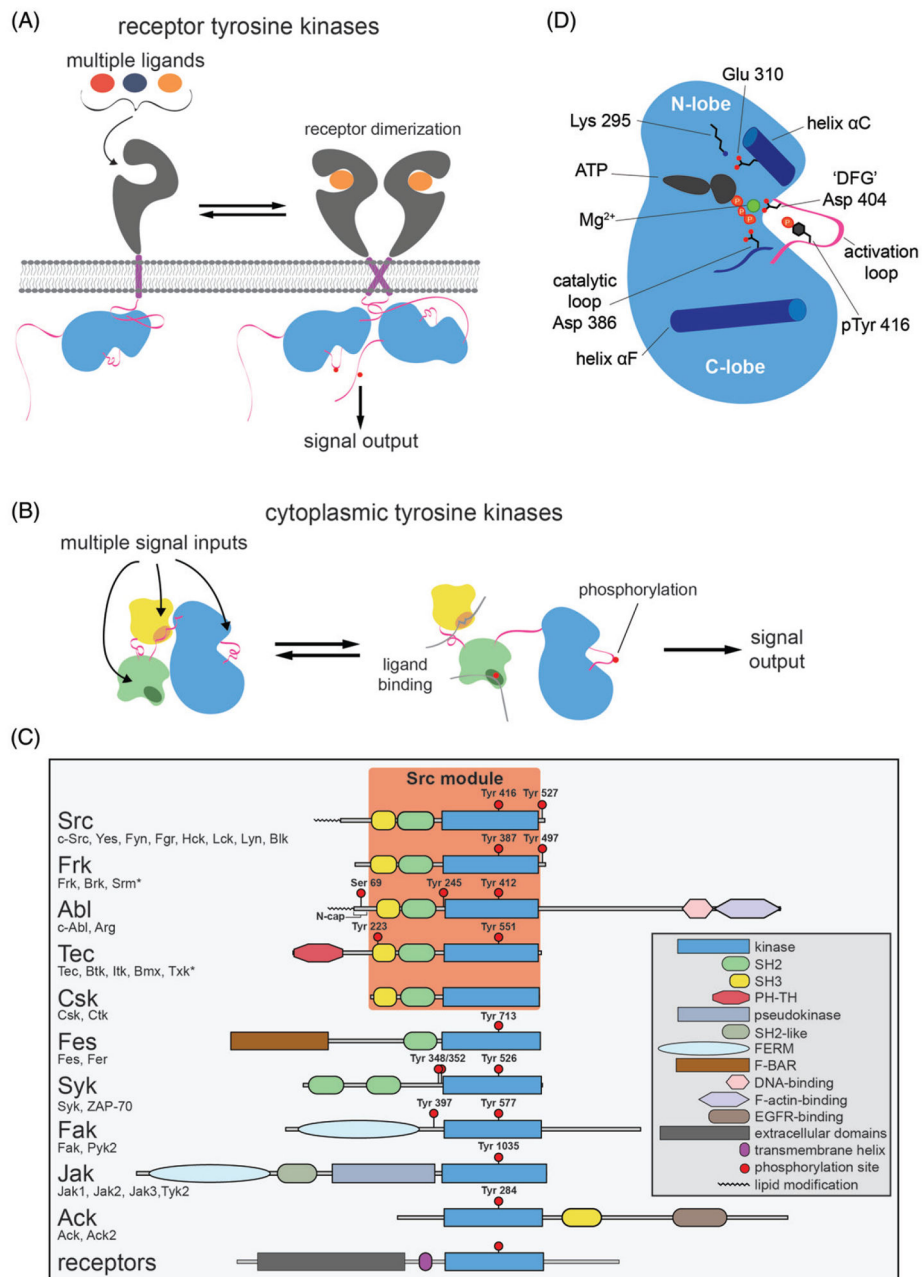 (A)
receptor tyrosine kinases
multiple ligands
receptor dimerization
signal output
(D)
Glu 310
N-lobe
Lys 295
helix αC
ATP
'DFG'
Asp 404
Mg2+
P
P
P
P
activation
loop
catalytic
loop
Asp 386
pTyr 416
helix αF
C-lobe
(B)
cytoplasmic tyrosine kinases
multiple signal inputs
phosphorylation
ligand
binding
signal
output
(C)
Src module
Tyr 416 Tyr 527
Src
c-Src, Yes, Fyn, Fgr, Hck, Lck, Lyn, Blk
Tyr 387 Tyr 497
Frk
Frk, Brk, Srm*
Ser 69 Tyr 245 Tyr 412
Abl
c-Abl, Arg
N-cap
Tyr 223 Tyr 551
Tec
Tec, Btk, Itk, Bmx, Txk*
Csk
Csk, Ctk
Tyr 713
Fes
Fes, Fer
Tyr 348/352 Tyr 526
Syk
Syk, ZAP-70
Tyr 397 Tyr 577
Fak
Fak, Pyk2
Tyr 1035
Jak
Jak1, Jak2, Jak3,Tyk2
Tyr 284
Ack
Ack, Ack2
receptors
kinase
SH2
SH3
PH-TH
pseudokinase
SH2-like
FERM
F-BAR
DNA-binding
F-actin-binding
EGFR-binding
extracellular domains
transmembrane helix
phosphorylation site
lipid modification